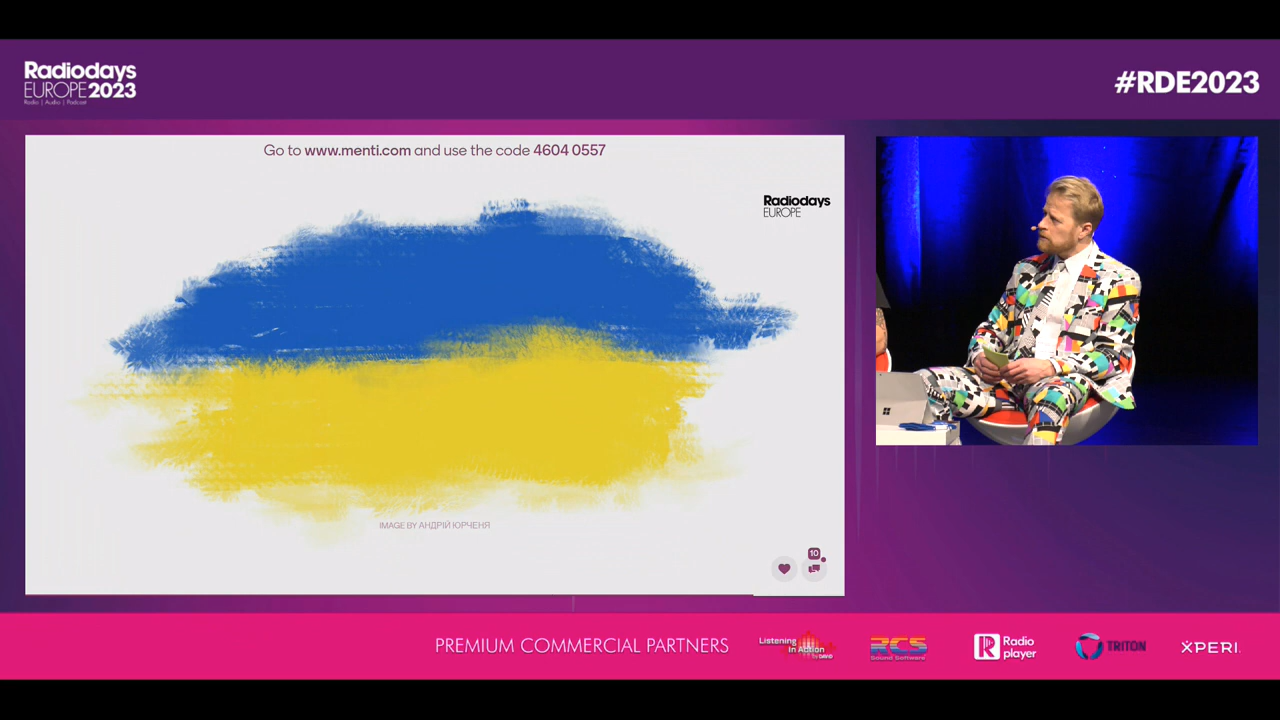 Radiodays
EUROPE 2023
Radio | Audio | Podcast
#RDE2023
Go to www.menti.com and use the code 4604 0557
Radiodays
EUROPE
IMAGE BY АНДРІЙ ЮРЧЕНЯ
10
PREMIUM COMMERCIAL PARTNERS
Listening
In Action
by DAVID
RCS
Sound Software
R
Radio
player
TRITON
XPERI